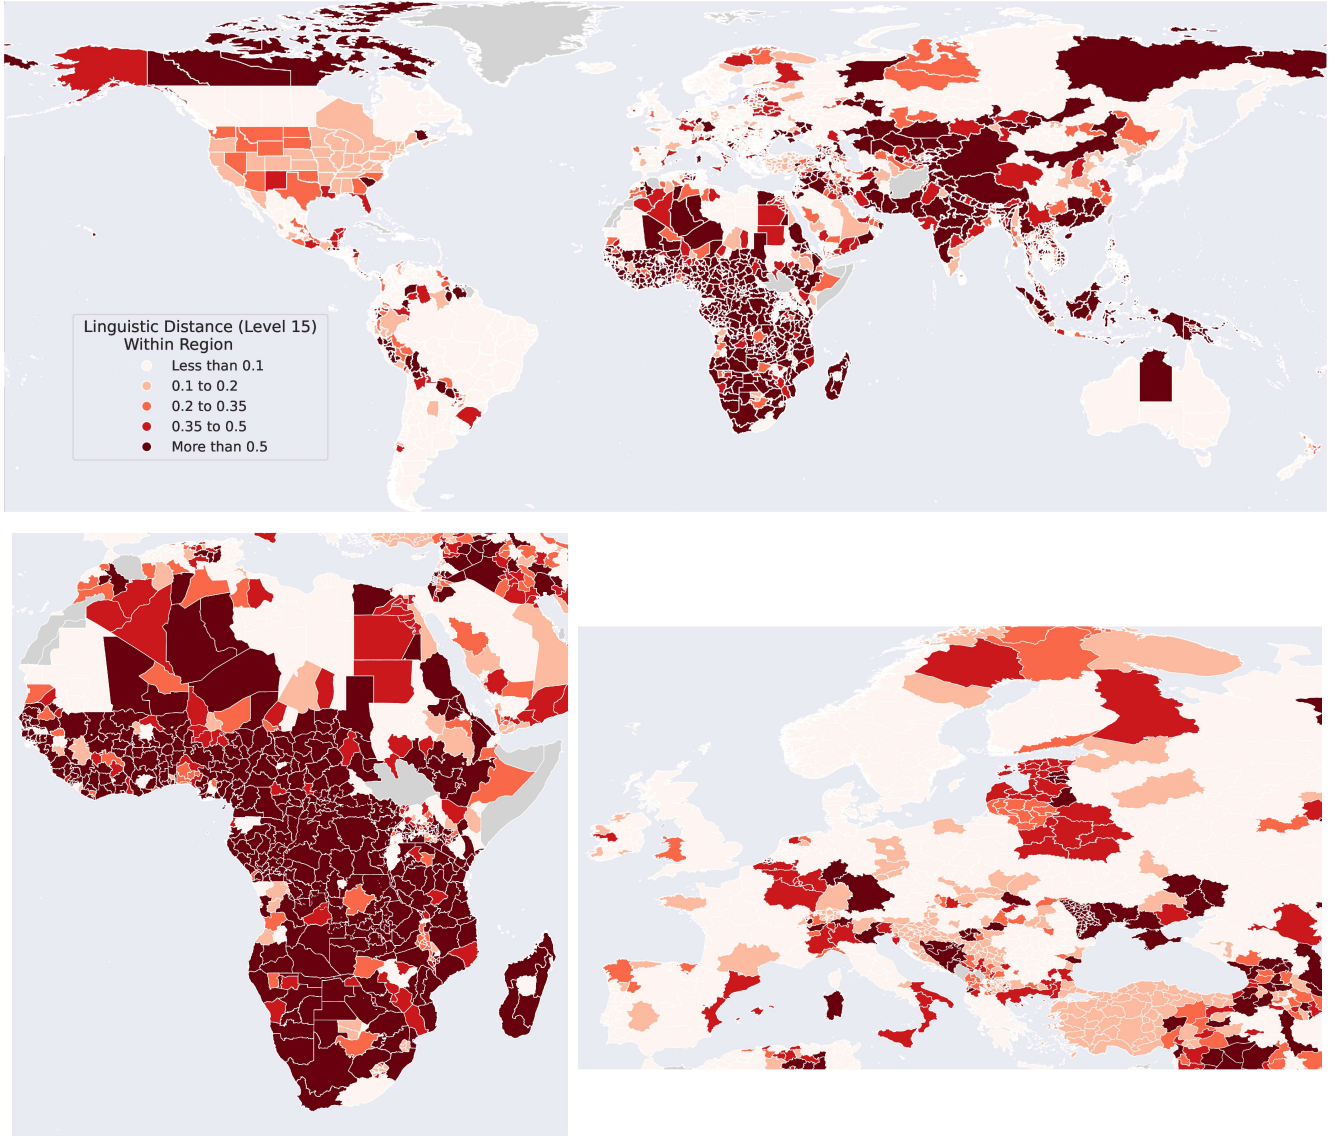 Linguistic Distance (Level 15)
Within Region
Less than 0.1
0.1 to 0.2
0.2 to 0.35
0.35 to 0.5
More than 0.5